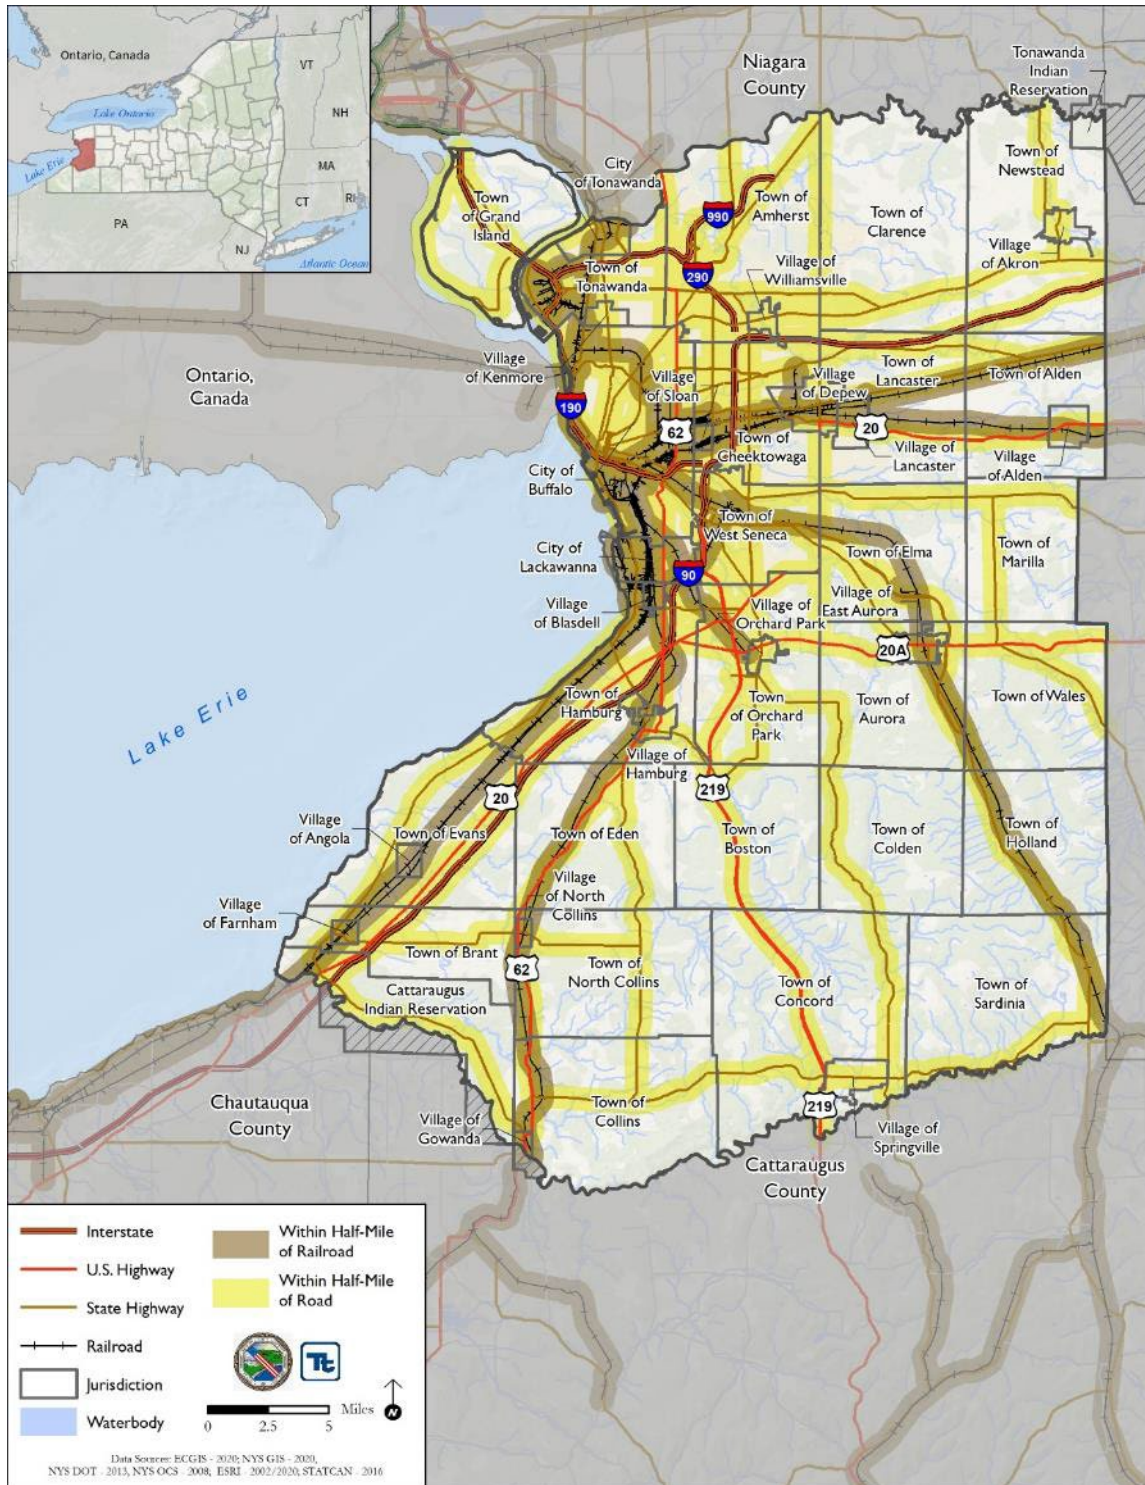 Ontario, Canada
VT
NH
Lake Ontario
MA
Lake Erie
CT
RI
PA
NJ
Atlantic Ocean
Niagara
County
Tonawanda
Indian
Reservation
City
of Tonawanda
Town of
Newstead
Town
of Grand
Island
990
Town of
Amherst
Town of
Clarence
Village
of Akron
Town of
Tonawanda
290
Village of
Williamsville
Ontario,
Canada
Village
of Kenmore
Village
of Sloan
Village
of Depew
Town of
Lancaster
Town of Alden
190
62
20
Town of
Cheektowaga
Village of
Lancaster
Village
of Alden
City of
Buffalo
Town of
West Seneca
City of
Lackawanna
Town of Elma
Town of
Marilla
90
Village
of Blasdell
Village of
Orchard Park
Village of
East Aurora
20A
Lake Erie
Town of
Hamburg
Town
of Orchard
Park
Town of
Aurora
Town of Wales
Village of
Hamburg
20
219
Village
of Angola
Town of Evans
Town of Eden
Town of
Boston
Town of
Colden
Town of
Holland
Village
of North
Collins
Village
of Farnham
Town of Brant
62
Town of
North Collins
Town of
Concord
Town of
Sardinia
Cattaraugus
Indian Reservation
Chautauqua
County
Village of
Gowanda
Town of
Collins
219
Village of
Springville
Cattaraugus
County
Interstate
U.S. Highway
State Highway
Railroad
Jurisdiction
Waterbody
Within Half-Mile
of Railroad
Within Half-Mile
of Road
Tt
Miles
0 2.5 5
N
Data Sources: ECGIS - 2020; NYS GIS - 2020,
NYS DOT - 2013, NYS OCS - 2008; ESRI - 2002/2020; STATCAN - 2016